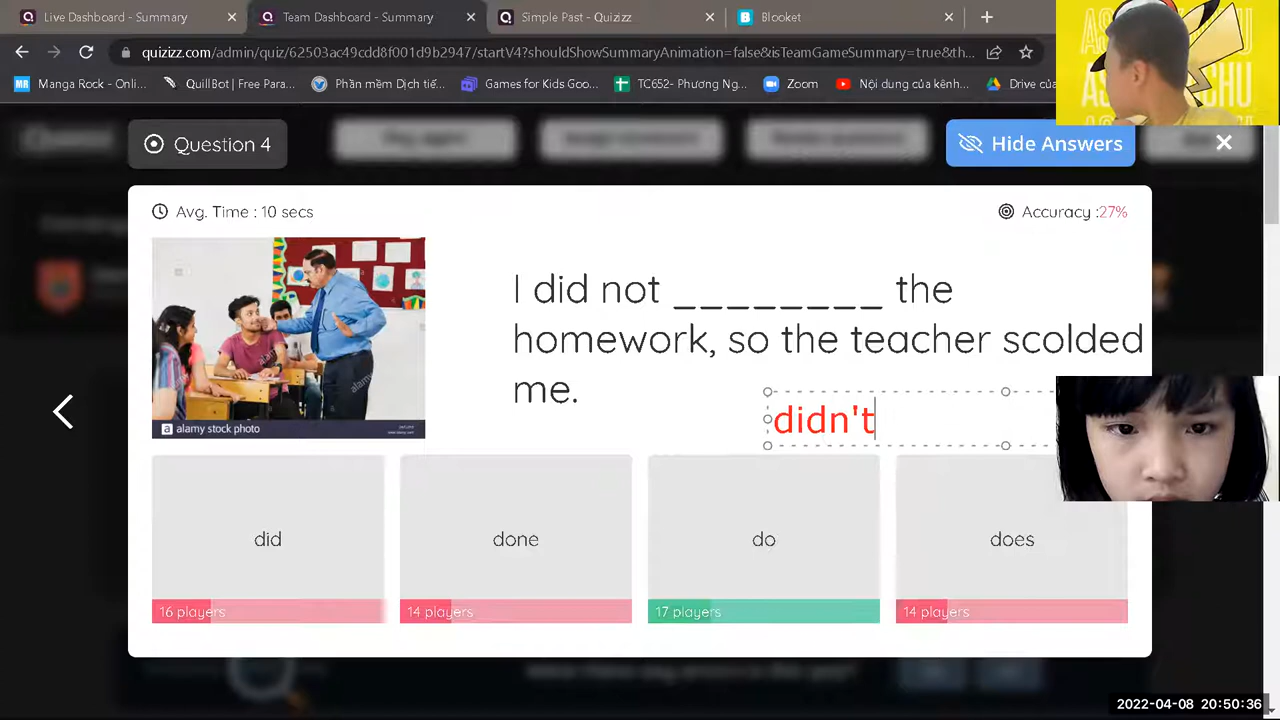 Live Dashboard - Summary
Team Dashboard - Summary
Simple Past - Quizizz
Blooket
quizizz.com/admin/quiz/62503ac49cddbf001d9b2947/startV4?shouldShowSummaryAnimation=false&isTeamGameSummary=true&th...
Manga Rock - Onli...
QuillBot | Free Para...
Phần mềm Dịch tiế...
Games for Kids Goo...
TC652- Phương Ng...
Zoom
Nội dung của kênh...
Drive của
Question 4
Hide Answers
Avg. Time : 10 secs
Accuracy :27%
I did not ________ the
homework, so the teacher scolded
me.
didn't
alamy stock photo
did
done
do
does
16 players
14 players
17 players
14 players
2022-04-08 20:50:36